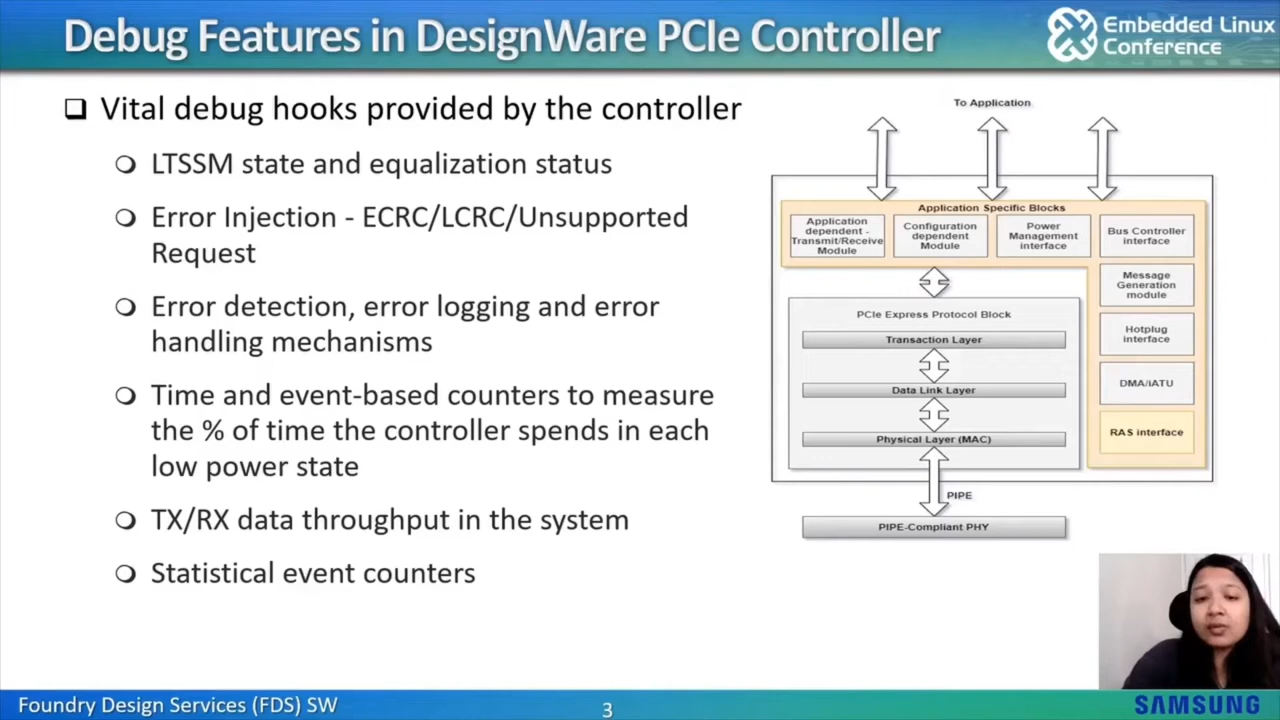 Debug Features in DesignWare PCIe Controller
Embedded Linux
Conference
Vital debug hooks provided by the controller
LTSSM state and equalization status
Error Injection - ECRC/LCRC/Unsupported
Request
Error detection, error logging and error
handling mechanisms
Time and event-based counters to measure
the % of time the controller spends in each
low power state
TX/RX data throughput in the system
Statistical event counters
To Application
Application Specific Blocks
Application
dependent -
Transmit/Receive
Module
Configuration
dependent
Module
Power
Management
interface
Bus Controller
interface
Message
Generation
module
Hotplug
interface
DMA/iATU
RAS interface
PCIe Express Protocol Block
Transaction Layer
Data Link Layer
Physical Layer (MAC)
PIPE
PIPE-Compliant PHY
Foundry Design Services (FDS) SW
3
SAMSUNG